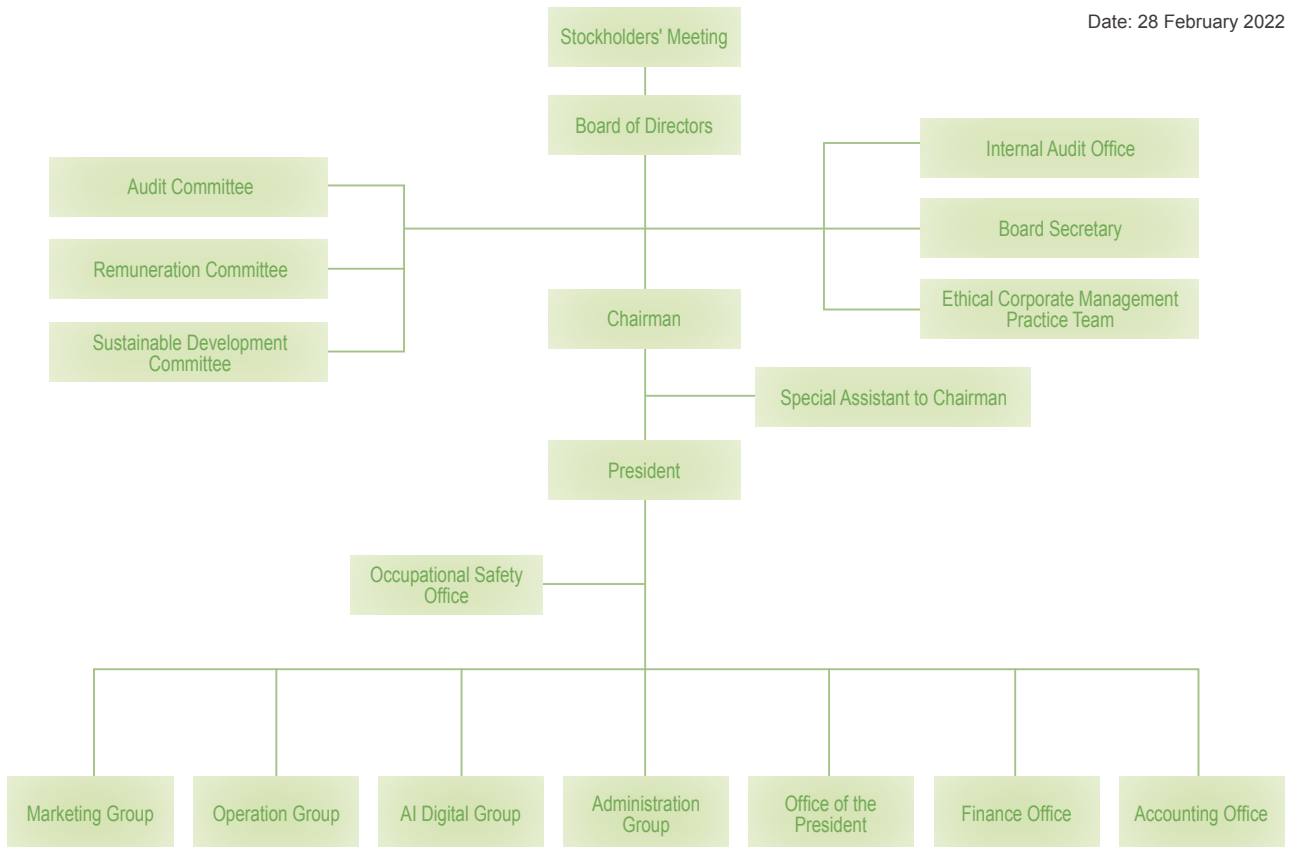 Date: 28 February 2022
Stockholders' Meeting
Board of Directors
Internal Audit Office
Audit Committee
Board Secretary
Remuneration Committee
Ethical Corporate Management
Practice Team
Chairman
Sustainable Development
Committee
Special Assistant to Chairman
President
Occupational Safety
Office
Marketing Group
Operation Group
AI Digital Group
Administration
Group
Office of the
President
Finance Office
Accounting Office